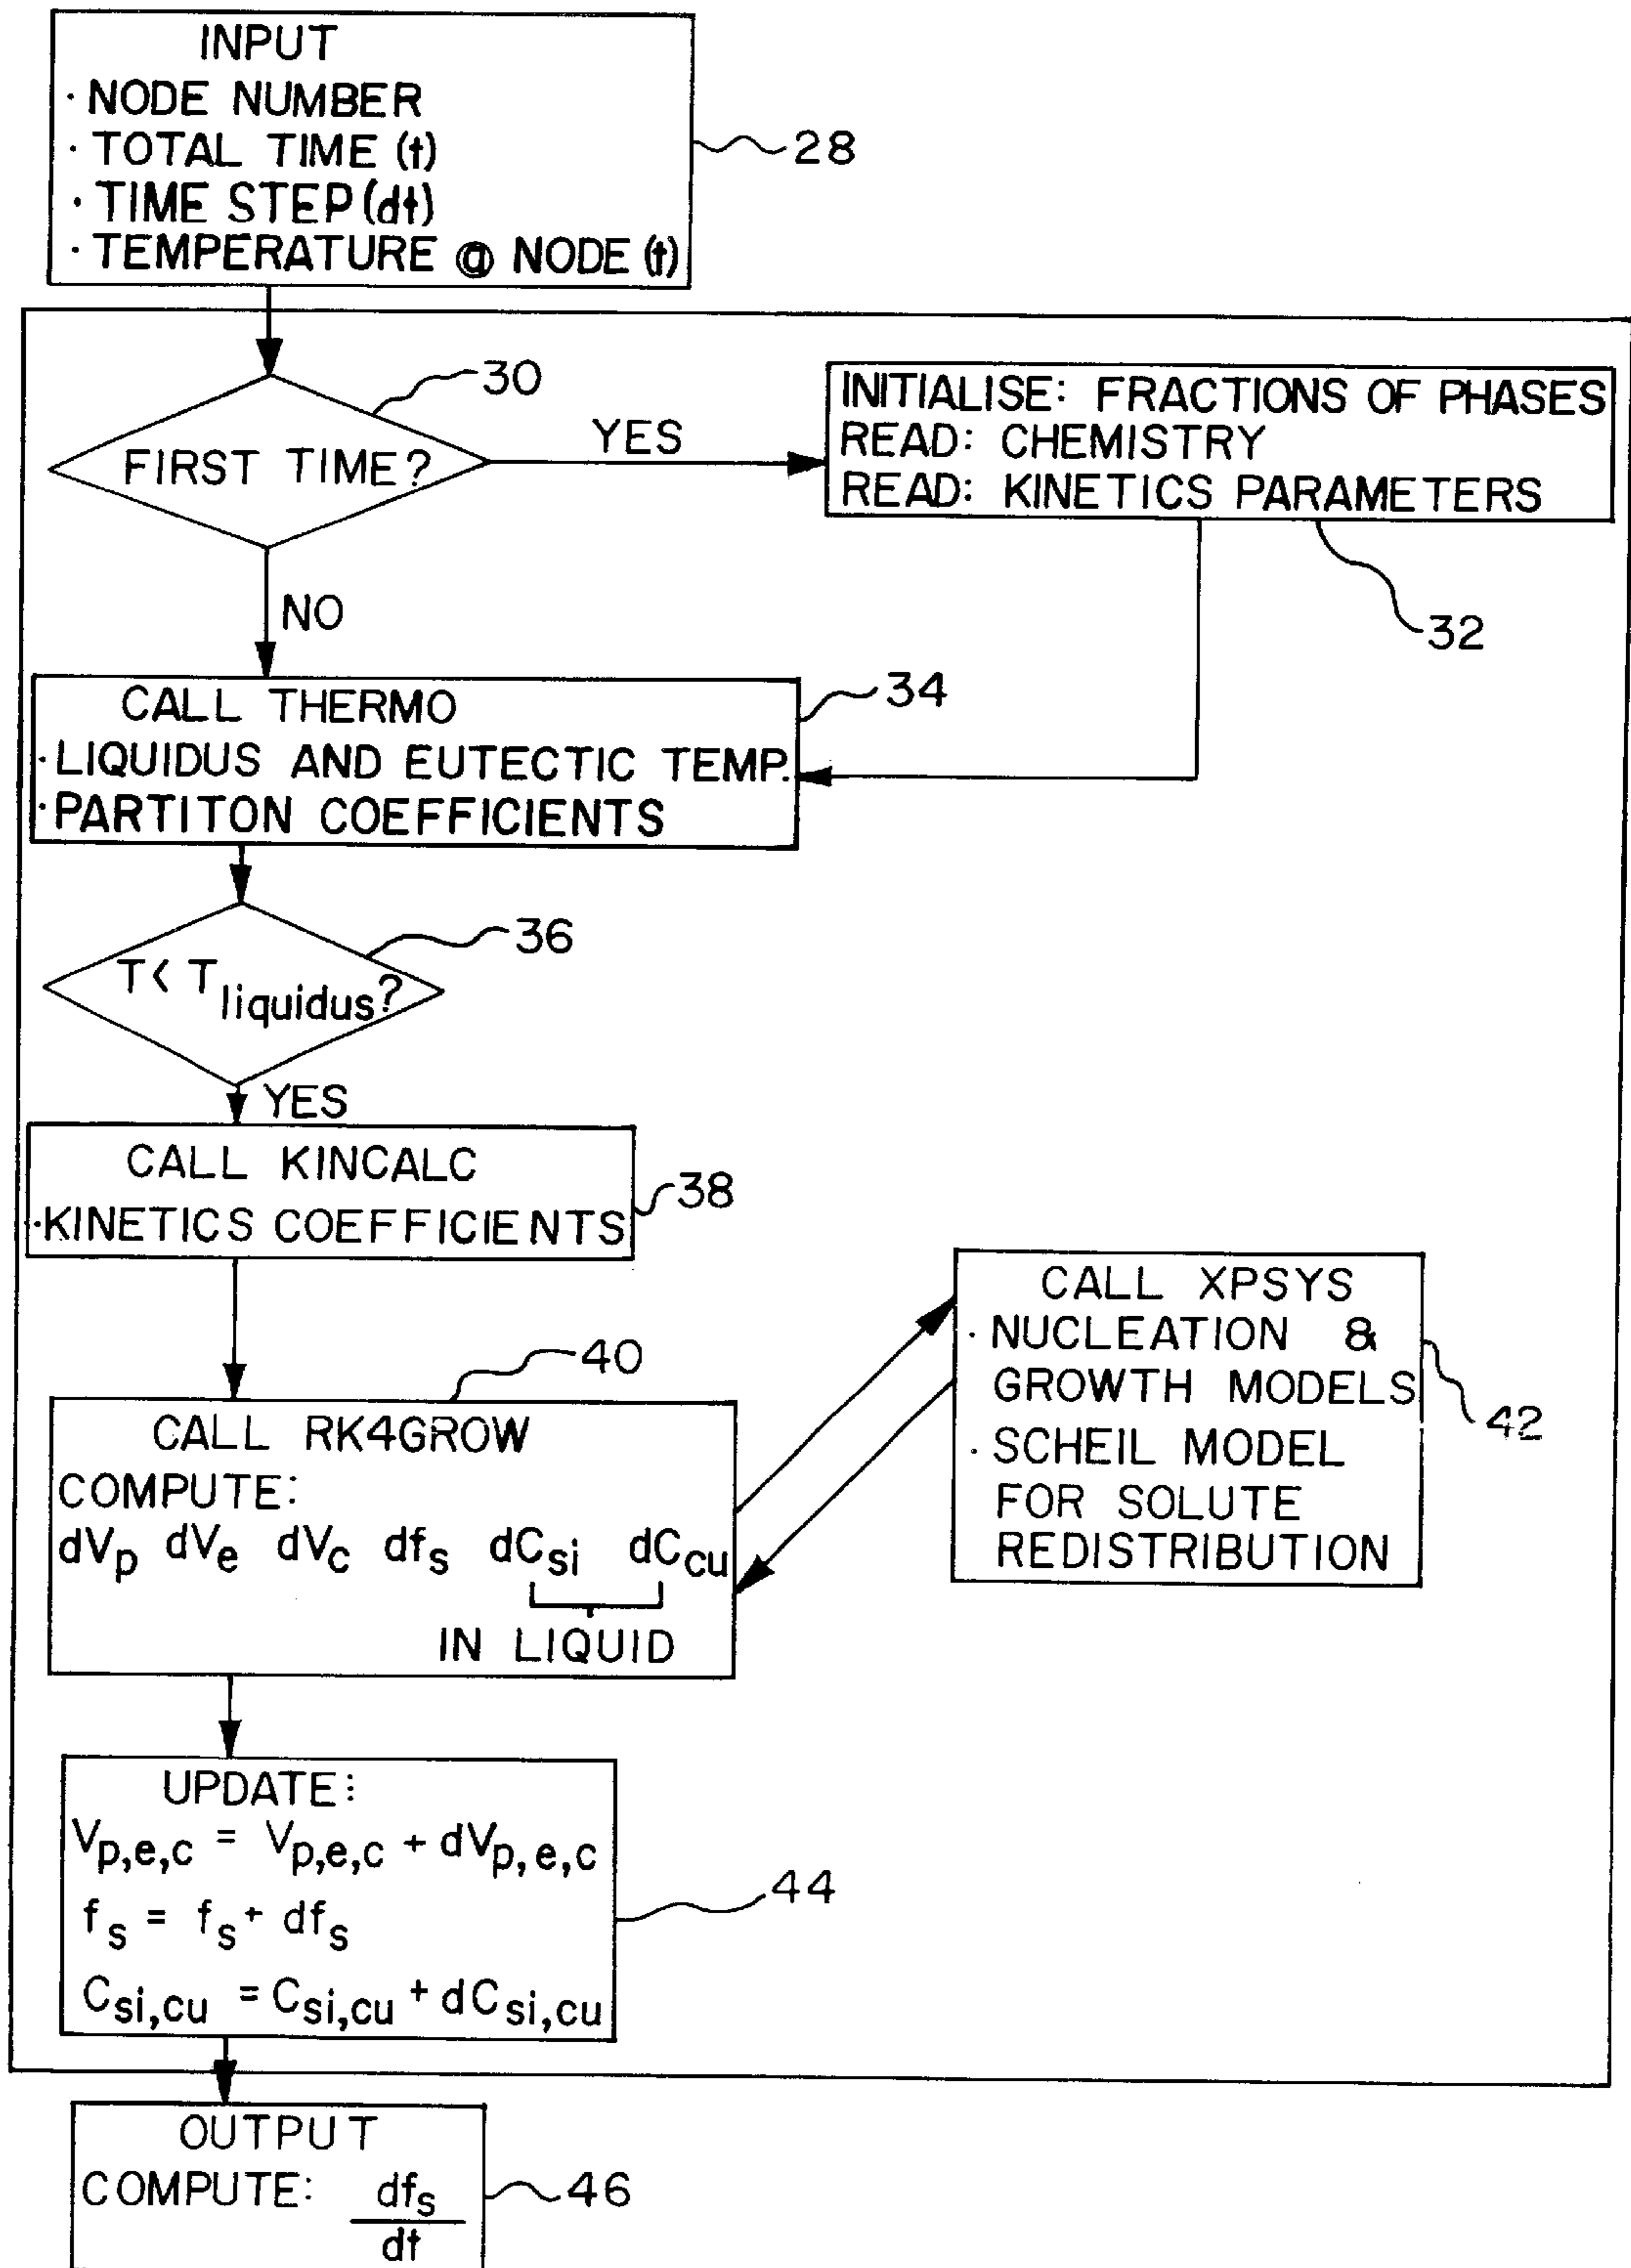 INPUT
· NODE NUMBER
· TOTAL TIME (t)
· TIME STEP (dt)
· TEMPERATURE @ NODE (t)
28
30
FIRST TIME?
YES
INITIALISE: FRACTIONS OF PHASES
READ: CHEMISTRY
READ: KINETICS PARAMETERS
32
NO
CALL THERMO
· LIQUIDUS AND EUTECTIC TEMP.
· PARTITON COEFFICIENTS
34
36
T< T liquidus?
YES
CALL KINCALC
· KINETICS COEFFICIENTS
38
40
CALL RK4GROW
COMPUTE:
dVp dVe dVc dfs dCsi dCcu
IN LIQUID
CALL XPSYS
· NUCLEATION &
GROWTH MODELS
· SCHEIL MODEL
FOR SOLUTE
REDISTRIBUTION
42
UPDATE:
Vp,e,c = Vp,e,c + dVp,e,c
fs = fs + dfs
Csi,cu = Csi,cu + dCsi,cu
44
OUTPUT
COMPUTE: dfs
dt
46